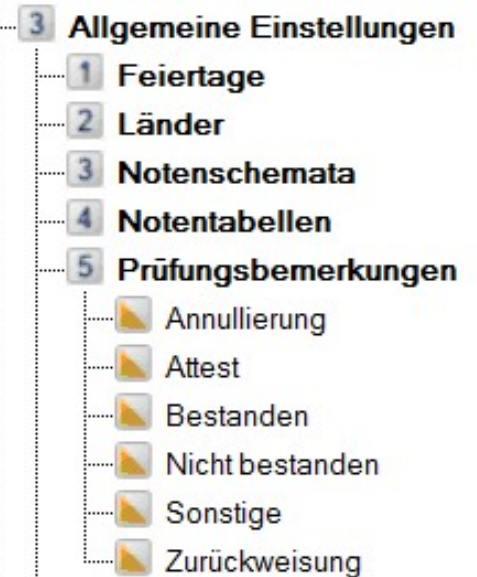 3 Allgemeine Einstellungen
1 Feiertage
2 Länder
3 Notenschemata
4 Notentabellen
5 Prüfungsbemerkungen
Annullierung
Attest
Bestanden
Nicht bestanden
Sonstige
Zurückweisung